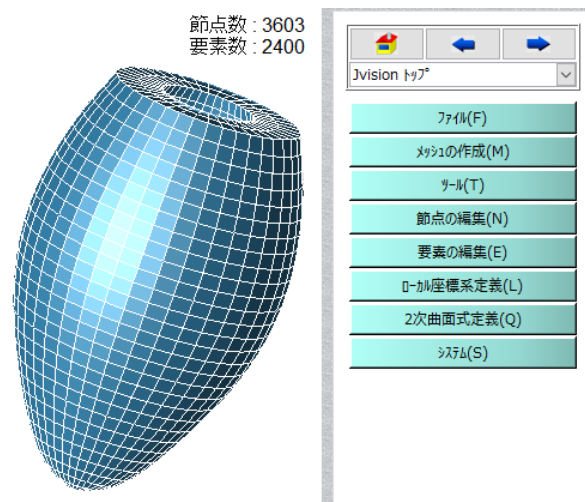 節点数 : 3603
要素数 : 2400
Jvision ﾄｯﾌﾟ
ﾌｧｲﾙ(F)
ﾒｯｼｭの作成(M)
ﾂｰﾙ(T)
節点の編集(N)
要素の編集(E)
ﾛｰｶﾙ座標系定義(L)
2次曲面式定義(Q)
ｼｽﾃﾑ(S)